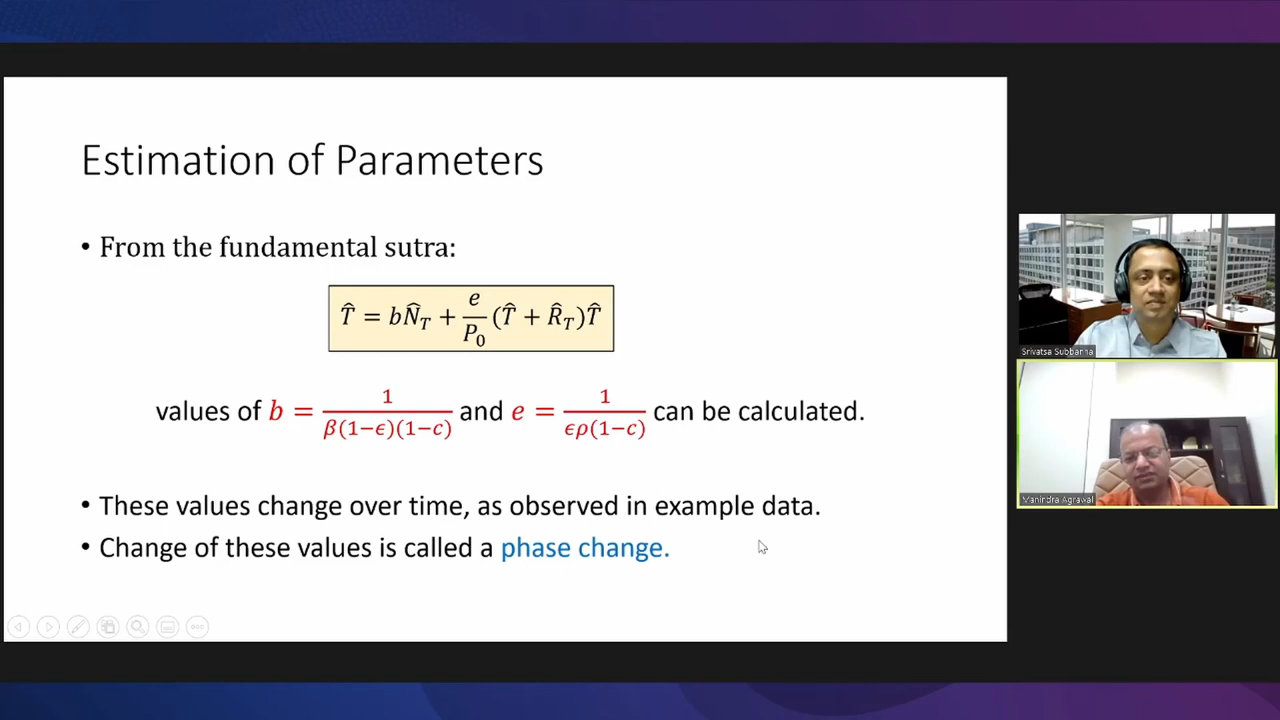 Estimation of Parameters
• From the fundamental sutra:
T̂ = bN̂_T + e/P₀ (T̂ + R̂_T)T̂
values of b = 1/β(1−ϵ)(1−c) and e = 1/ϵρ(1−c) can be calculated.
• These values change over time, as observed in example data.
• Change of these values is called a phase change.
Srivatsa Subbanna
Manindra Agrawal